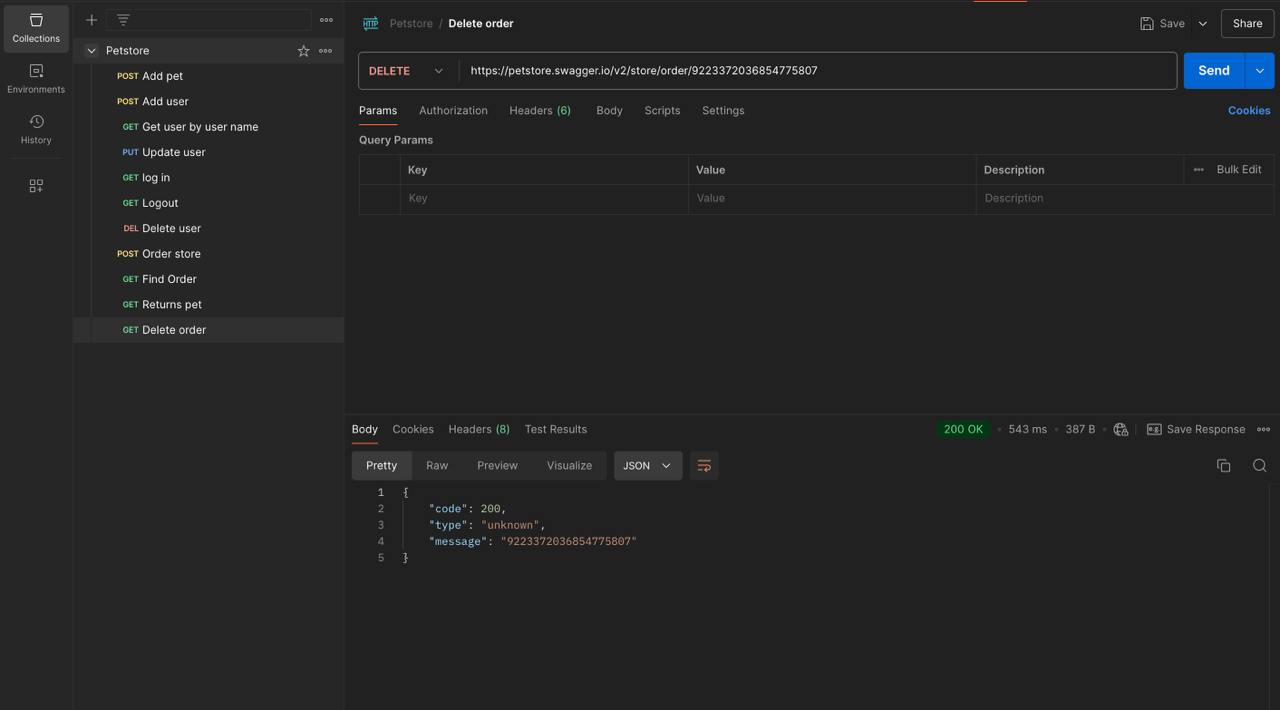 Collections
Environments
History
Petstore
POST Add pet
POST Add user
GET Get user by user name
PUT Update user
GET log in
GET Logout
DEL Delete user
POST Order store
GET Find Order
GET Returns pet
GET Delete order
HTTP Petstore / Delete order
Save
Share
DELETE https://petstore.swagger.io/v2/store/order/9223372036854775807
Send
Params Authorization Headers (6) Body Scripts Settings Cookies
Query Params
Key Value Description Bulk Edit
Key Value Description
Body Cookies Headers (8) Test Results 200 OK 543 ms 387 B Save Response
Pretty Raw Preview Visualize JSON
1 {
2 "code": 200,
3 "type": "unknown",
4 "message": "9223372036854775807"
5 }